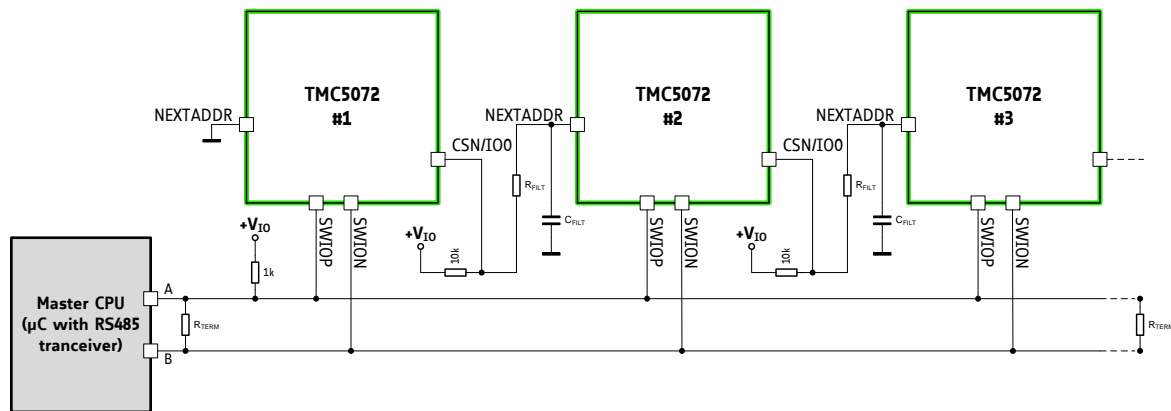 TMC5072
#1
TMC5072
#2
TMC5072
#3
NEXTADDR
NEXTADDR
NEXTADDR
CSN/IO0
CSN/IO0
RFILT
RFILT
CFILT
CFILT
SWIOP
SWION
SWIOP
SWION
SWIOP
SWION
+VIO
+VIO
+VIO
1k
10k
10k
Master CPU
(µC with RS485
tranceiver)
A
B
RTERM
RTERM